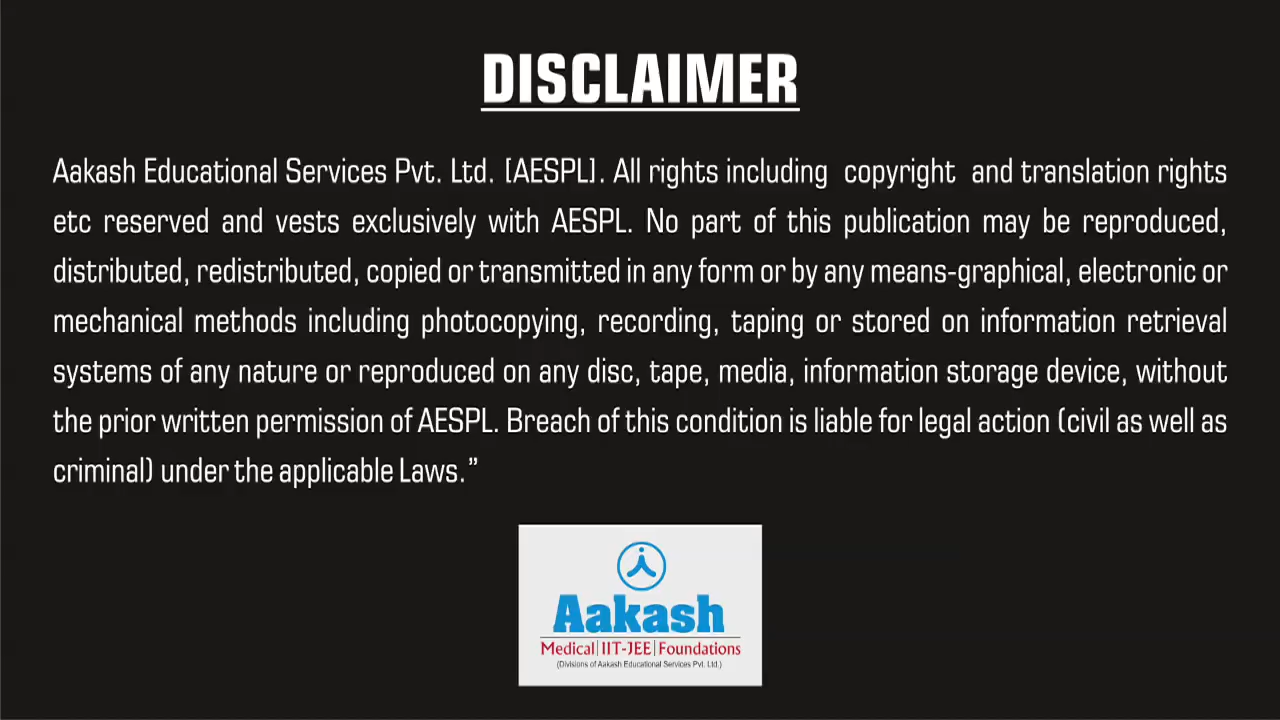 DISCLAIMER
Aakash Educational Services Pvt. Ltd. [AESPL]. All rights including copyright and translation rights
etc reserved and vests exclusively with AESPL. No part of this publication may be reproduced,
distributed, redistributed, copied or transmitted in any form or by any means-graphical, electronic or
mechanical methods including photocopying, recording, taping or stored on information retrieval
systems of any nature or reproduced on any disc, tape, media, information storage device, without
the prior written permission of AESPL. Breach of this condition is liable for legal action (civil as well as
criminal) under the applicable Laws.”
Aakash
Medical|IIT-JEE|Foundations
(Divisions of Aakash Educational Services Pvt. Ltd.)